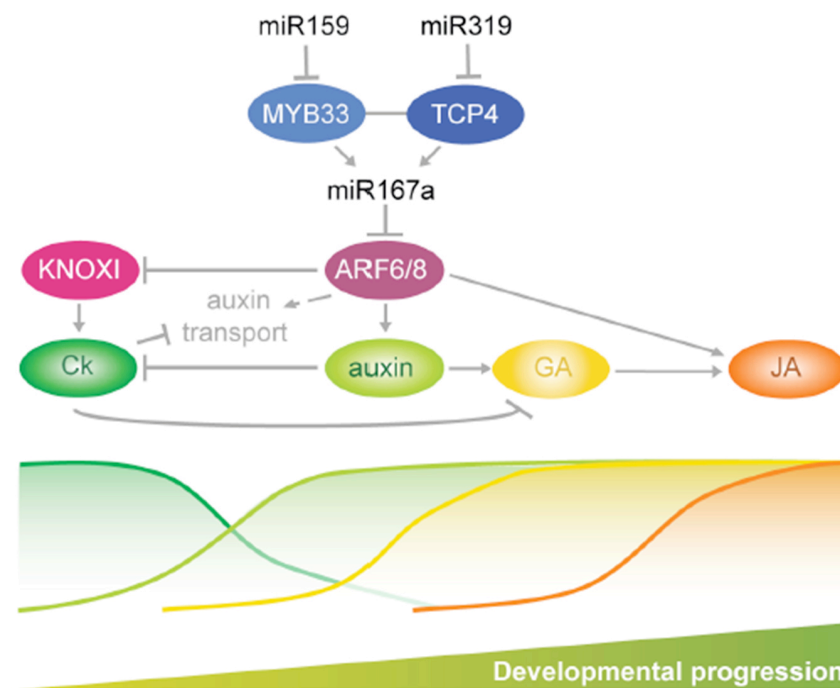 miR159 miR319
MYB33 TCP4
miR167a
KNOXI ARF6/8
auxin
transport
Ck auxin GA JA
Developmental progression